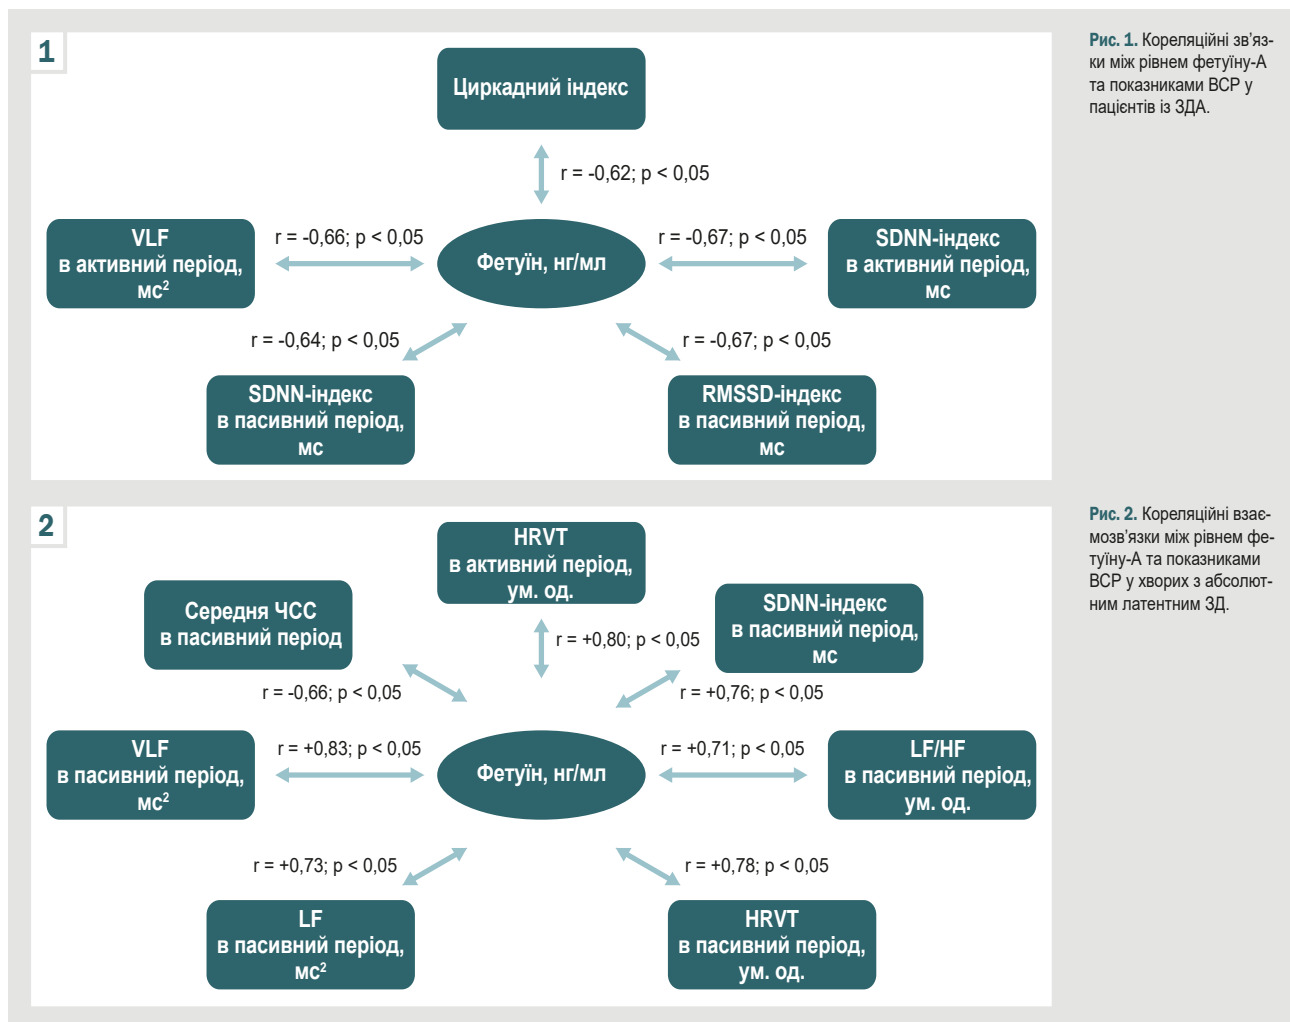 1
Циркадний індекс
r = -0,62; p < 0,05
VLF
в активний період,
мс²
r = -0,66; p < 0,05
Фетуїн, нг/мл
r = -0,67; p < 0,05
SDNN-індекс
в активний період,
мс
r = -0,64; p < 0,05
r = -0,67; p < 0,05
SDNN-індекс
в пасивний період,
мс
RMSSD-індекс
в пасивний період,
мс
Рис. 1. Кореляційні зв'яз-
ки між рівнем фетуїну-А
та показниками ВСР у
пацієнтів із ЗДА.
2
HRVT
в активний період,
ум. од.
Середня ЧСС
в пасивний період
SDNN-індекс
в пасивний період,
мс
r = +0,80; p < 0,05
r = -0,66; p < 0,05
r = +0,76; p < 0,05
VLF
в пасивний період,
мс²
r = +0,83; p < 0,05
Фетуїн, нг/мл
r = +0,71; p < 0,05
LF/HF
в пасивний період,
ум. од.
r = +0,73; p < 0,05
r = +0,78; p < 0,05
LF
в пасивний період,
мс²
HRVT
в пасивний період,
ум. од.
Рис. 2. Кореляційні взає-
мозв'язки між рівнем фе-
туїну-А та показниками
ВСР у хворих з абсолют-
ним латентним ЗД.